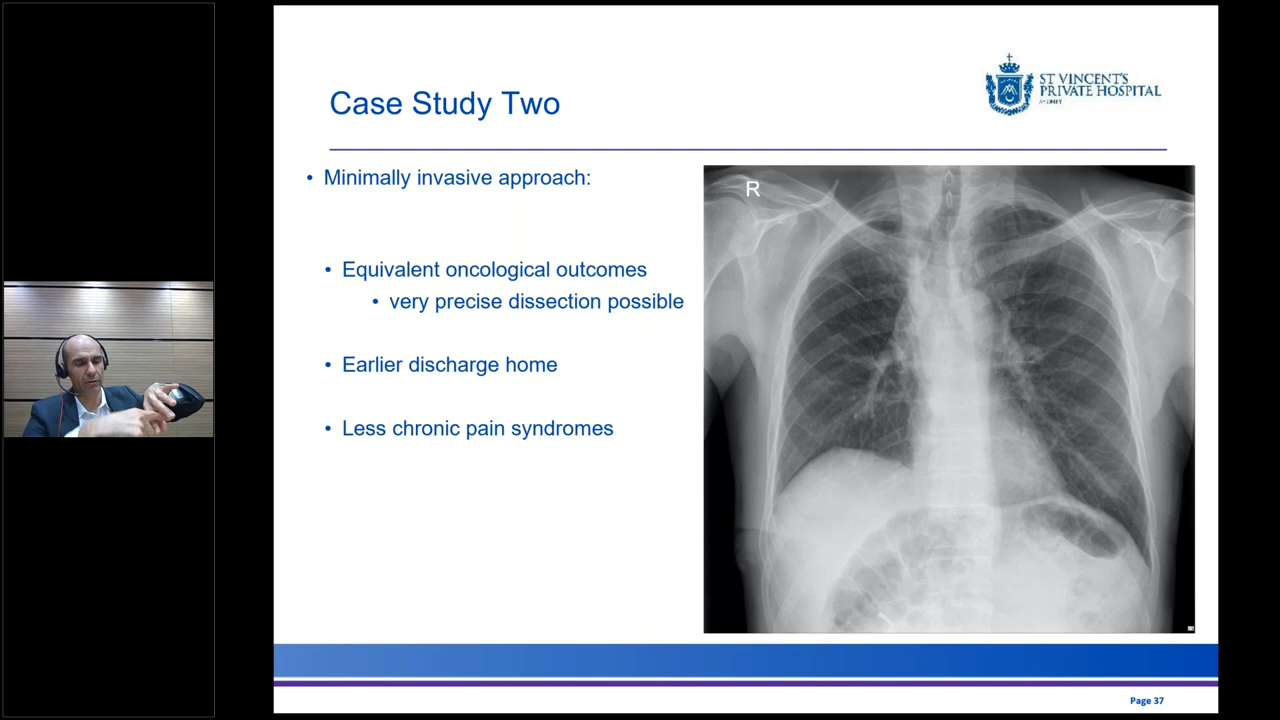 Case Study Two
ST VINCENT'S
PRIVATE HOSPITAL
SYDNEY
• Minimally invasive approach:
R
• Equivalent oncological outcomes
• very precise dissection possible
• Earlier discharge home
• Less chronic pain syndromes
Page 37